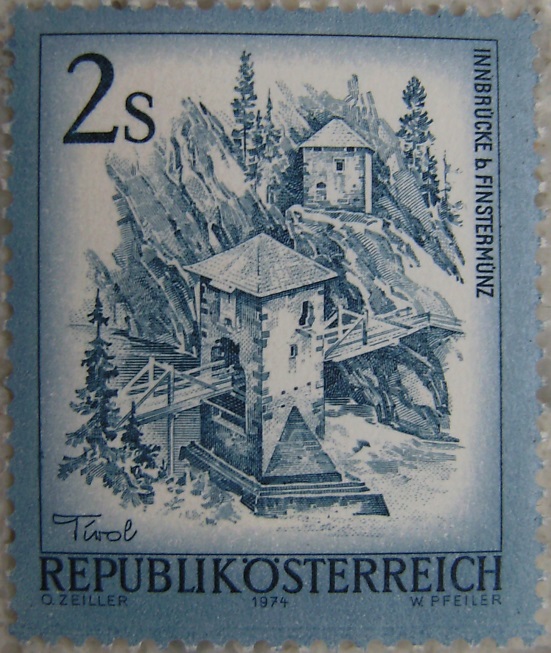 2S
INNBRÜCKE b. FINSTERMÜNZ
Tirol
REPUBLIK ÖSTERREICH
O. ZEILLER 1974 W. PFEILER